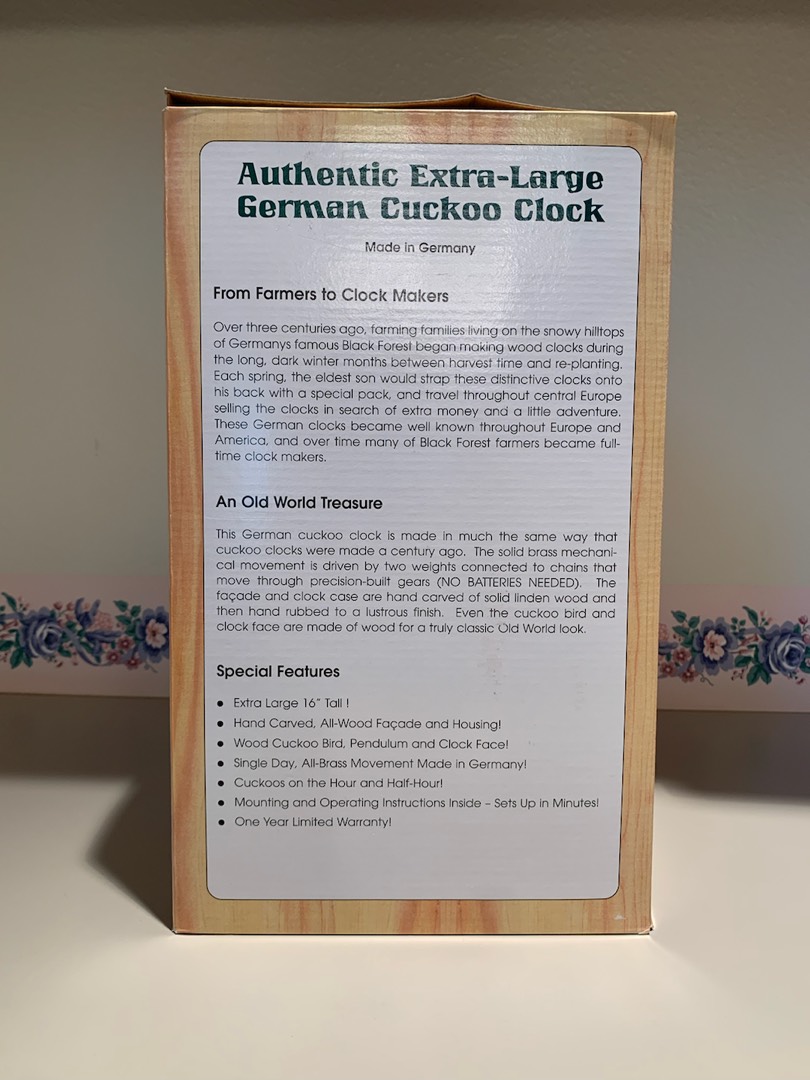 Authentic Extra-Large
German Cuckoo Clock
Made in Germany
From Farmers to Clock Makers
Over three centuries ago, farming families living on the snowy hilltops
of Germanys famous Black Forest began making wood clocks during
the long, dark winter months between harvest time and re-planting.
Each spring, the eldest son would strap these distinctive clocks onto
his back with a special pack, and travel throughout central Europe
selling the clocks in search of extra money and a little adventure.
These German clocks became well known throughout Europe and
America, and over time many of Black Forest farmers became full-
time clock makers.
An Old World Treasure
This German cuckoo clock is made in much the same way that
cuckoo clocks were made a century ago. The solid brass mechani-
cal movement is driven by two weights connected to chains that
move through precision-built gears (NO BATTERIES NEEDED). The
façade and clock case are hand carved of solid linden wood and
then hand rubbed to a lustrous finish. Even the cuckoo bird and
clock face are made of wood for a truly classic Old World look.
Special Features
• Extra Large 16" Tall !
• Hand Carved, All-Wood Façade and Housing!
• Wood Cuckoo Bird, Pendulum and Clock Face!
• Single Day, All-Brass Movement Made in Germany!
• Cuckoos on the Hour and Half-Hour!
• Mounting and Operating Instructions Inside – Sets Up in Minutes!
• One Year Limited Warranty!